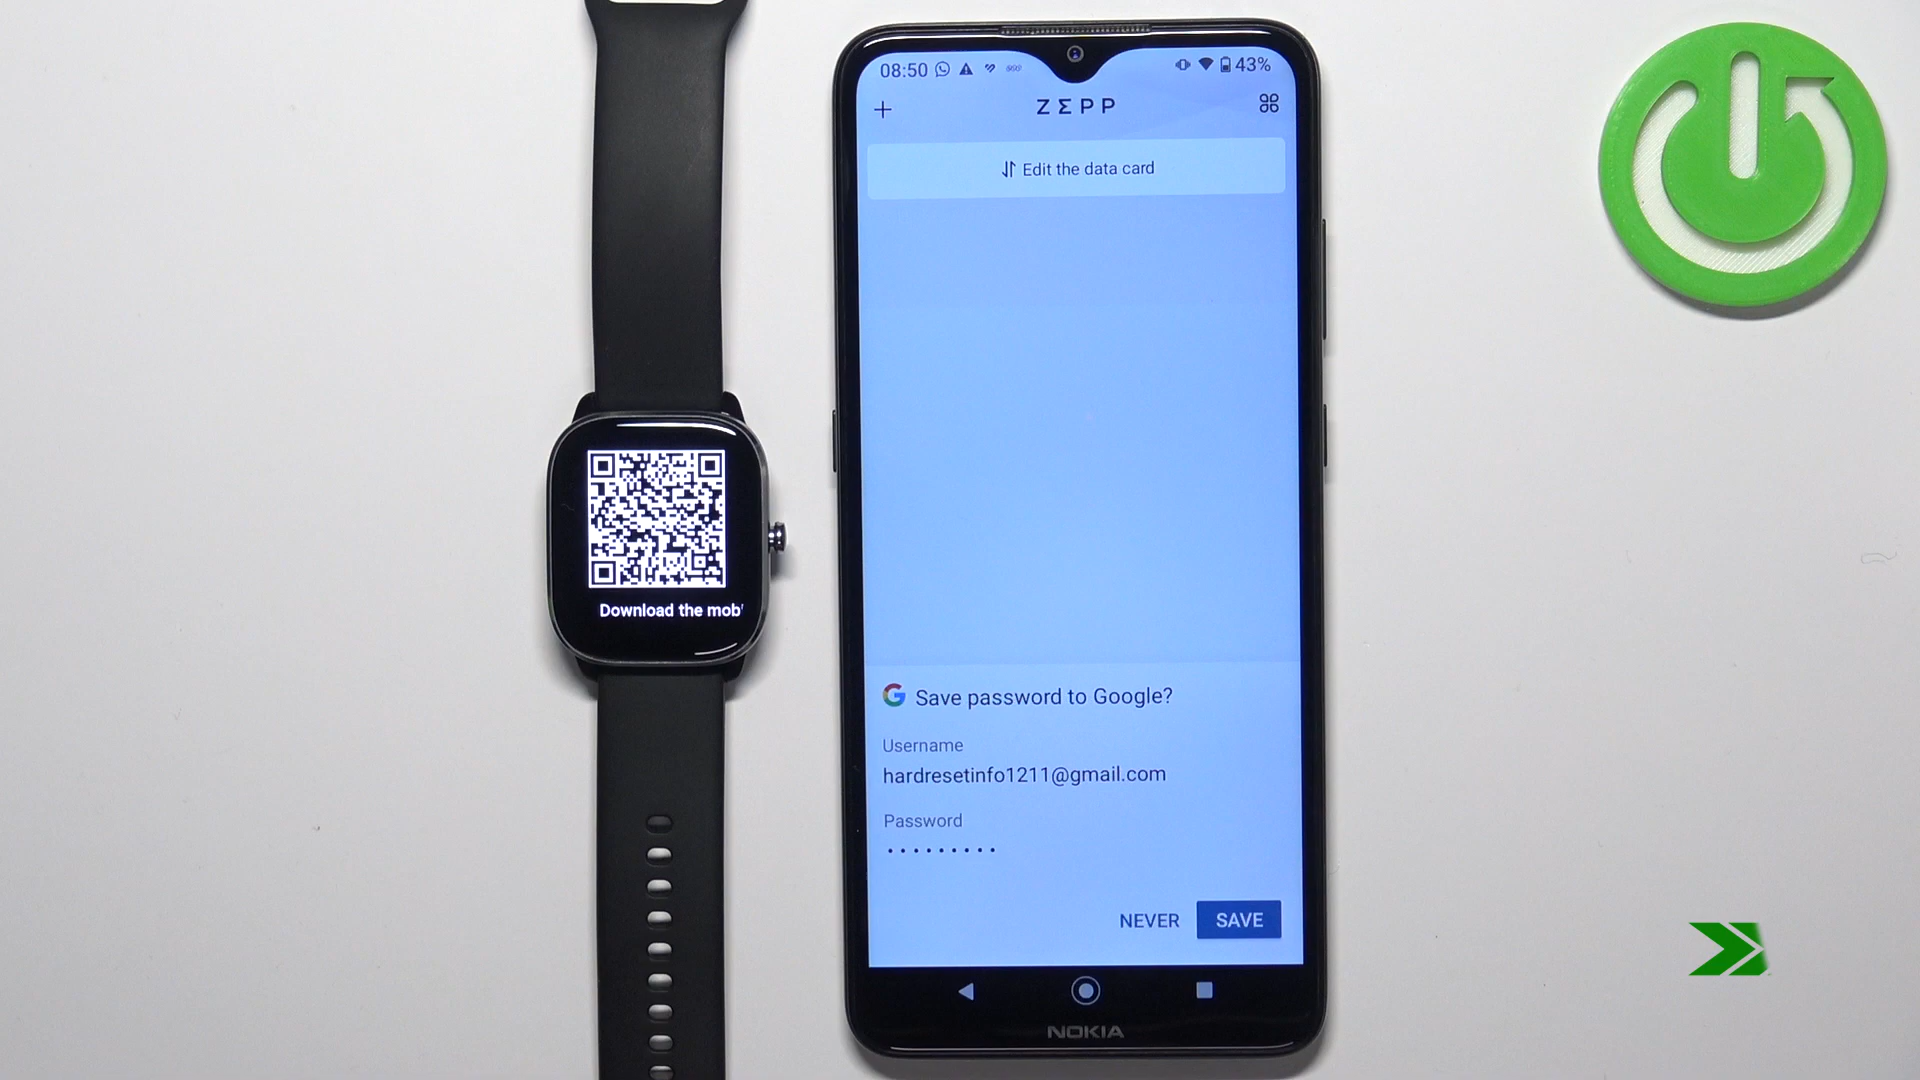 08:50
43%
ZΣPP
Edit the data card
Download the mob
Save password to Google?
Username
hardresetinfo1211@gmail.com
Password
.........
NEVER
SAVE
NOKIA